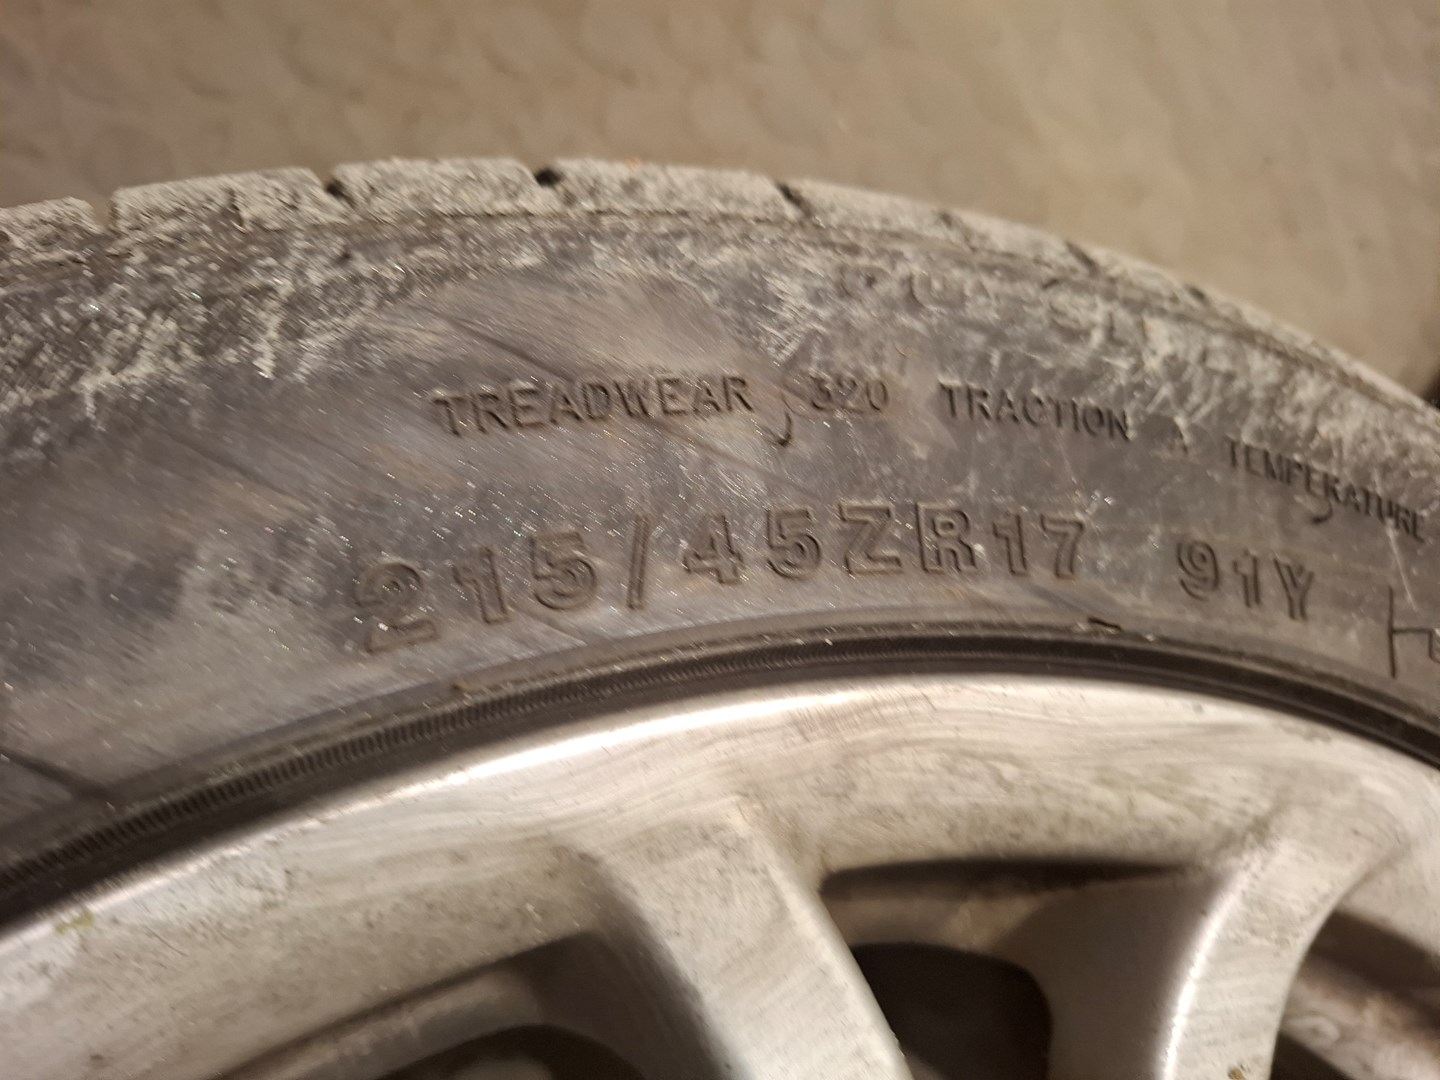 TREADWEAR 320 TRACTION A TEMPERATURE
215/45ZR17 91Y